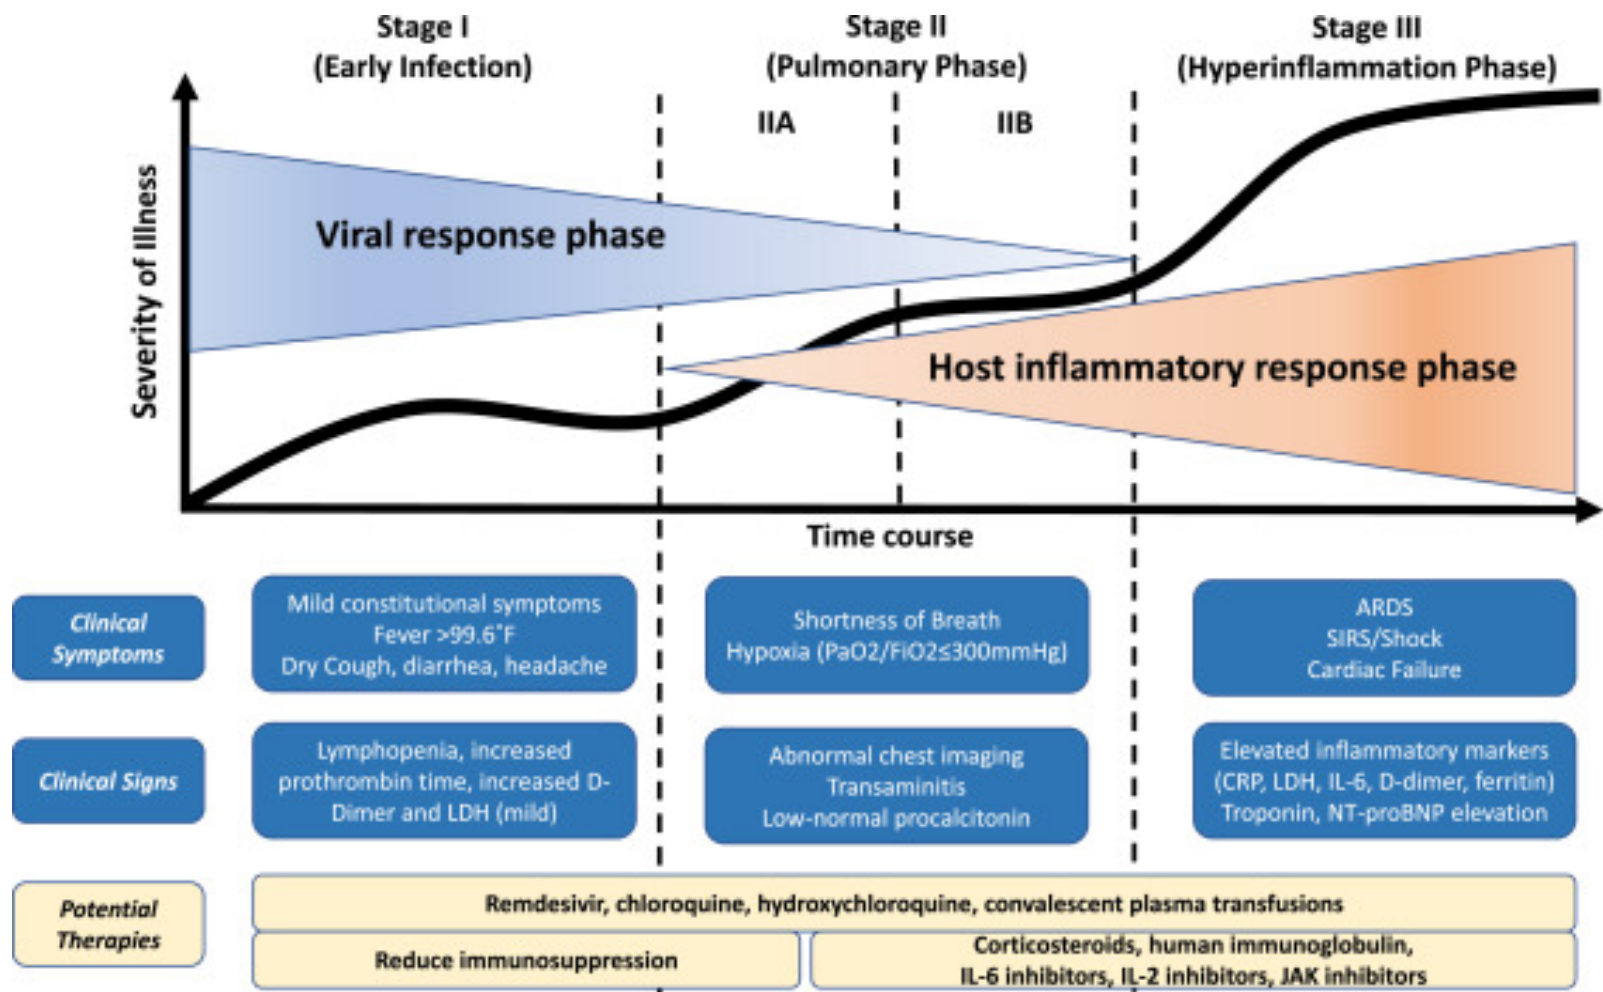 Stage I
(Early Infection)
Stage II
(Pulmonary Phase)
Stage III
(Hyperinflammation Phase)
IIA
IIB
Severity of Illness
Viral response phase
Host inflammatory response phase
Time course
Clinical
Symptoms
Mild constitutional symptoms
Fever >99.6°F
Dry Cough, diarrhea, headache
Shortness of Breath
Hypoxia (PaO2/FiO2≤300mmHg)
ARDS
SIRS/Shock
Cardiac Failure
Clinical Signs
Lymphopenia, increased
prothrombin time, increased D-
Dimer and LDH (mild)
Abnormal chest imaging
Transaminitis
Low-normal procalcitonin
Elevated inflammatory markers
(CRP, LDH, IL-6, D-dimer, ferritin)
Troponin, NT-proBNP elevation
Potential
Therapies
Remdesivir, chloroquine, hydroxychloroquine, convalescent plasma transfusions
Reduce immunosuppression
Corticosteroids, human immunoglobulin,
IL-6 inhibitors, IL-2 inhibitors, JAK inhibitors